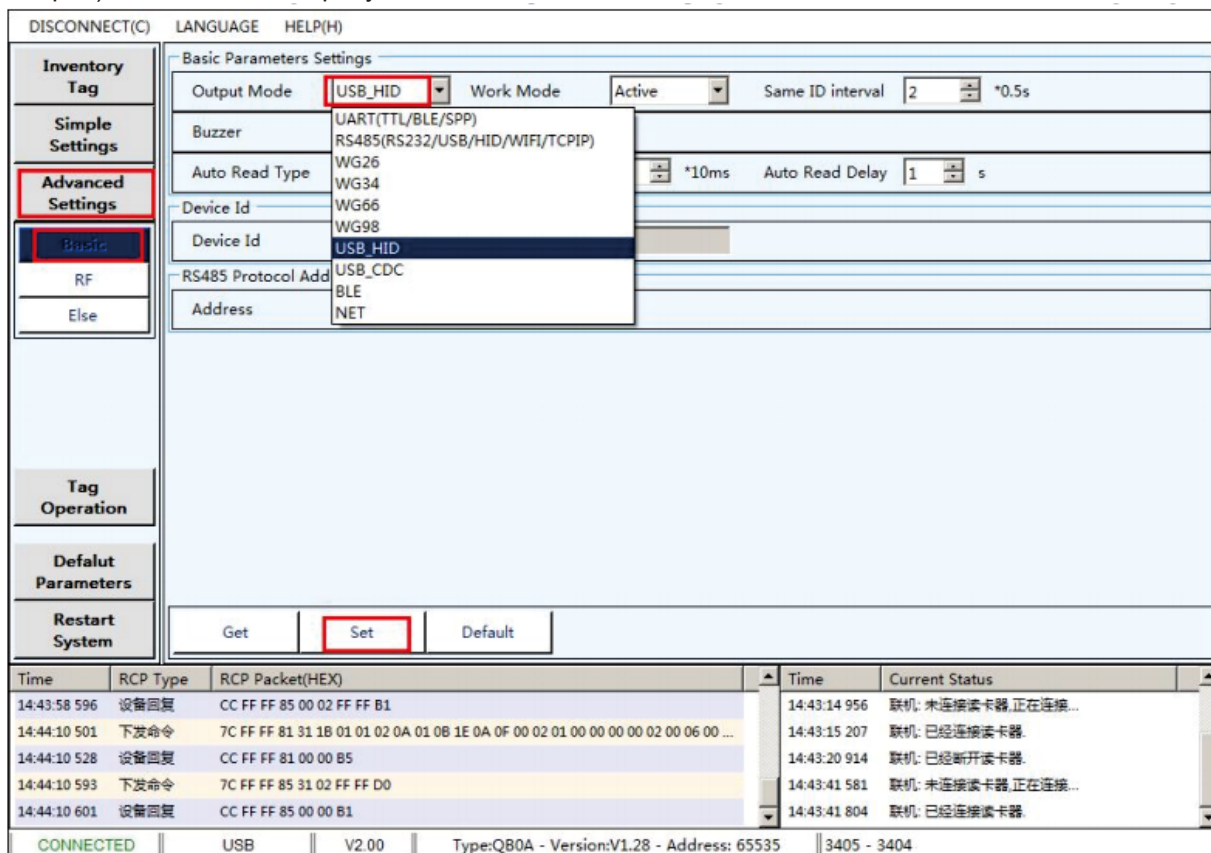 DISCONNECT(C) LANGUAGE HELP(H)
Inventory
Tag
Simple
Settings
Advanced
Settings
Basic
RF
Else
Tag
Operation
Defalut
Parameters
Restart
System
Basic Parameters Settings
Output Mode USB_HID Work Mode Active Same ID interval 2 *0.5s
Buzzer
Auto Read Type *10ms Auto Read Delay 1 s
UART(TTL/BLE/SPP)
RS485(RS232/USB/HID/WIFI/TCPIP)
WG26
WG34
WG66
WG98
USB_HID
USB_CDC
BLE
NET
Device Id
Device Id
RS485 Protocol Add
Address
Get Set Default
Time RCP Type RCP Packet(HEX)
14:43:58 596 设备回复 CC FF FF 85 00 02 FF FF B1
14:44:10 501 下发命令 7C FF FF 81 31 1B 01 01 02 0A 01 0B 1E 0A 0F 00 02 01 00 00 00 00 02 00 06 00 ...
14:44:10 528 设备回复 CC FF FF 81 00 00 B5
14:44:10 593 下发命令 7C FF FF 85 31 02 FF FF D0
14:44:10 601 设备回复 CC FF FF 85 00 00 B1
Time Current Status
14:43:14 956 联机: 未连接读卡器,正在连接...
14:43:15 207 联机: 已经连接读卡器.
14:43:20 914 联机: 已经断开读卡器.
14:43:41 581 联机: 未连接读卡器,正在连接...
14:43:41 804 联机: 已经连接读卡器.
CONNECTED USB V2.00 Type:QB0A - Version:V1.28 - Address: 65535 3405 - 3404